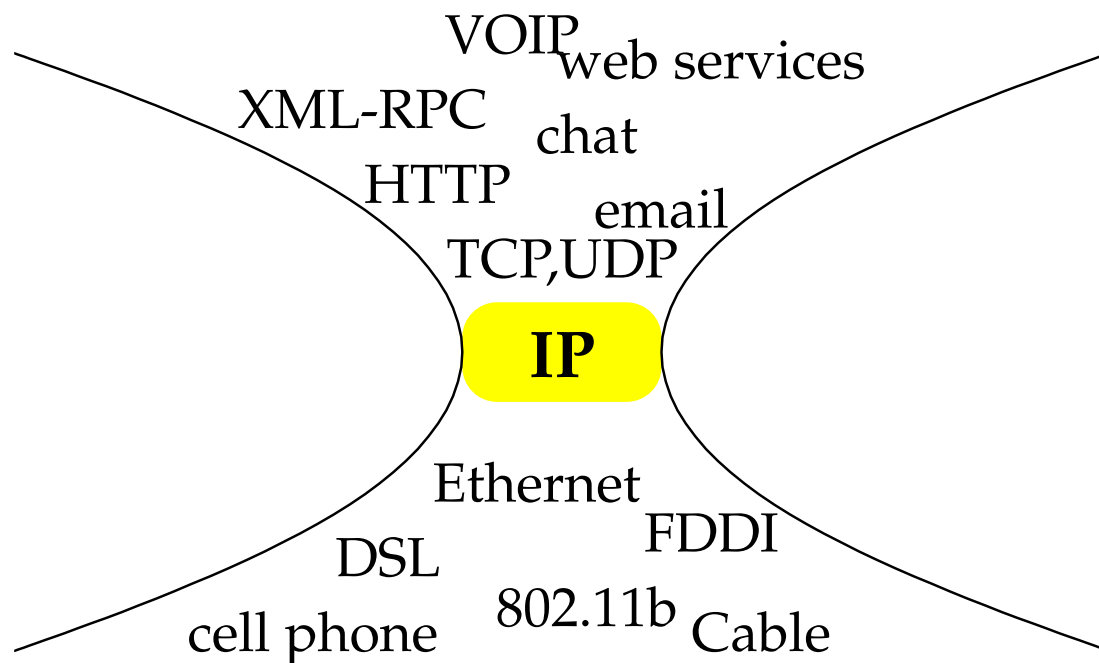 VOIP
web services
XML-RPC
chat
HTTP
email
TCP,UDP
IP
Ethernet
FDDI
DSL
802.11b
cell phone
Cable